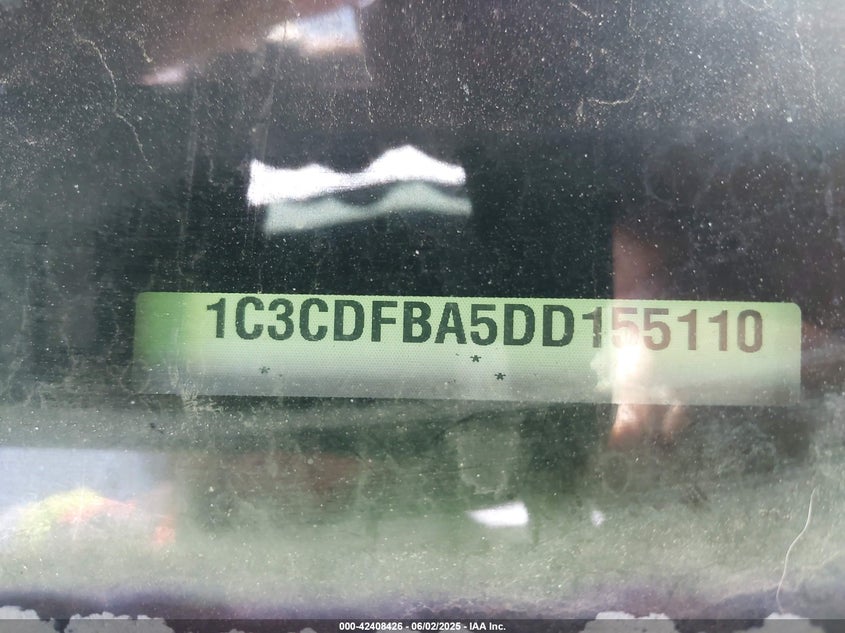 1C3CDFBA5DD155110
* * *
000-42408426 - 06/02/2025 - IAA Inc.